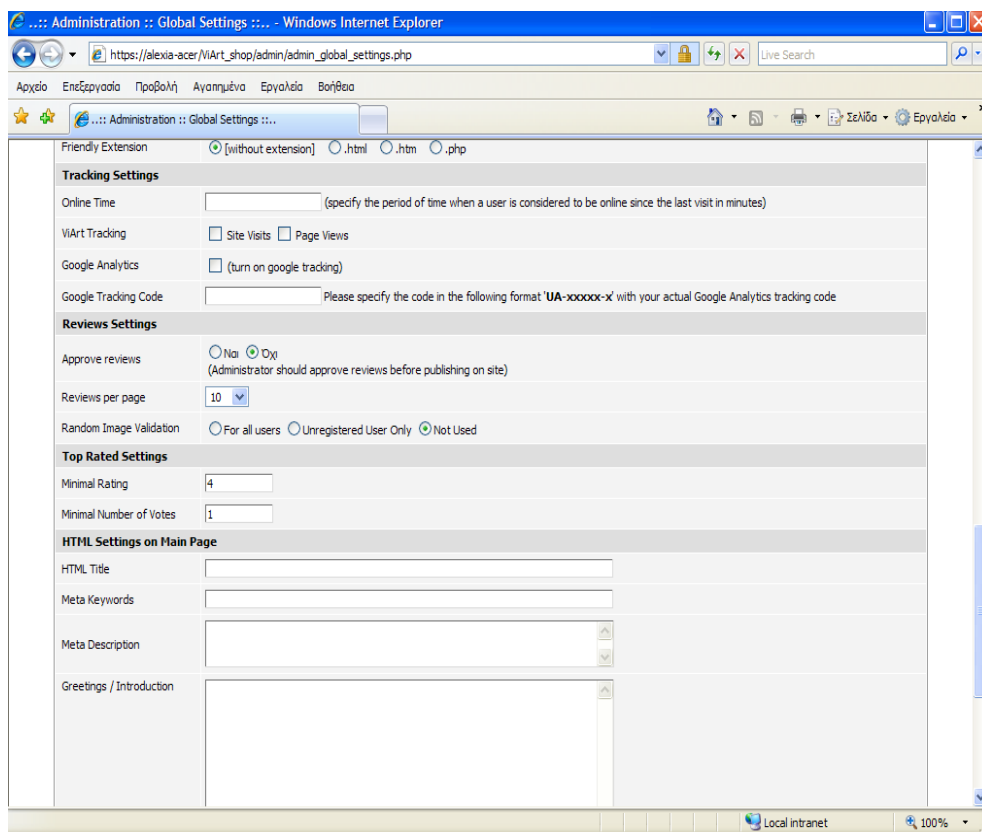 ..:: Administration :: Global Settings ::.. - Windows Internet Explorer
https://alexia-acer/ViArt_shop/admin/admin_global_settings.php
Live Search
Αρχείο Επεξεργασία Προβολή Αγαπημένα Εργαλεία Βοήθεια
..:: Administration :: Global Settings ::..
Σελίδα
Εργαλεία
Friendly Extension [without extension] .html .htm .php
Tracking Settings
Online Time (specify the period of time when a user is considered to be online since the last visit in minutes)
ViArt Tracking Site Visits Page Views
Google Analytics (turn on google tracking)
Google Tracking Code Please specify the code in the following format 'UA-xxxxx-x' with your actual Google Analytics tracking code
Reviews Settings
Approve reviews Ναι Όχι
(Administrator should approve reviews before publishing on site)
Reviews per page 10
Random Image Validation For all users Unregistered User Only Not Used
Top Rated Settings
Minimal Rating 4
Minimal Number of Votes 1
HTML Settings on Main Page
HTML Title
Meta Keywords
Meta Description
Greetings / Introduction
Local intranet 100%